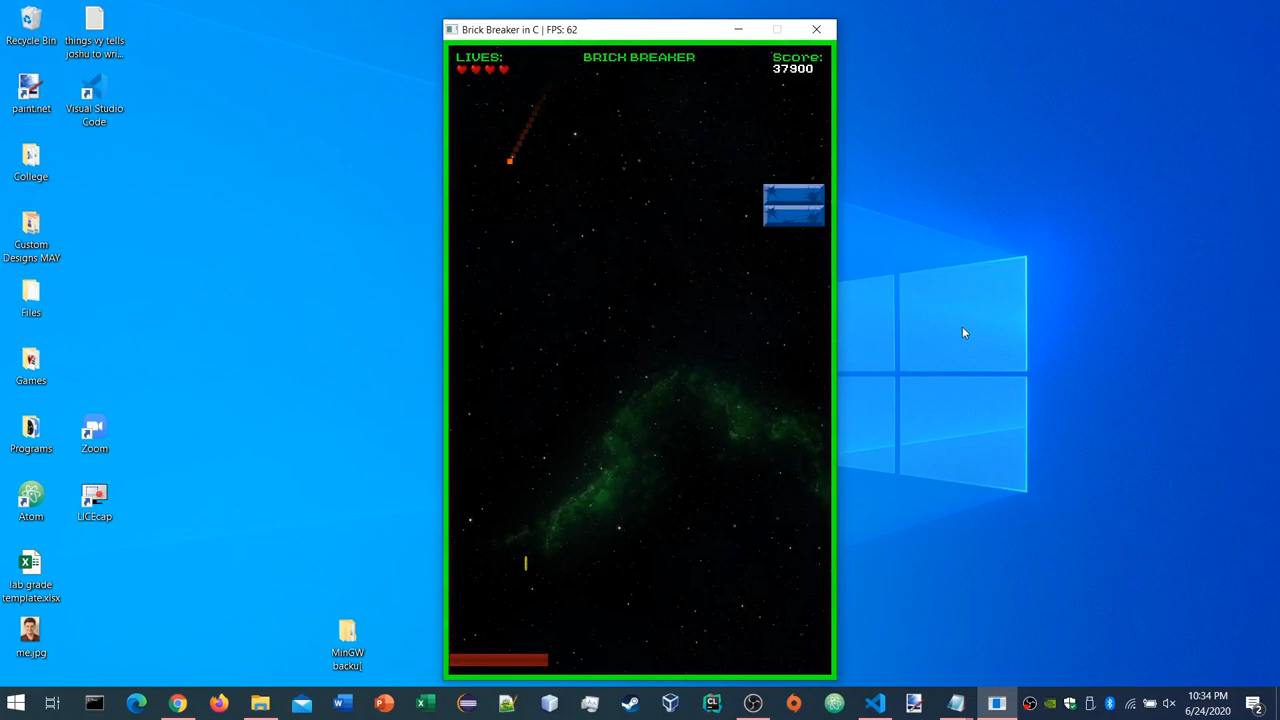 Brick Breaker in C | FPS: 62
LIVES:
BRICK BREAKER
Score:
37900
Recycle Bin
things vy tells
joshu to wri...
paint.net
Visual Studio
Code
College
Custom
Designs MAY
Files
Games
Programs
Zoom
Atom
LICEcap
lab grade
template.xlsx
me.jpg
MinGW
backu[
10:34 PM
6/24/2020
2